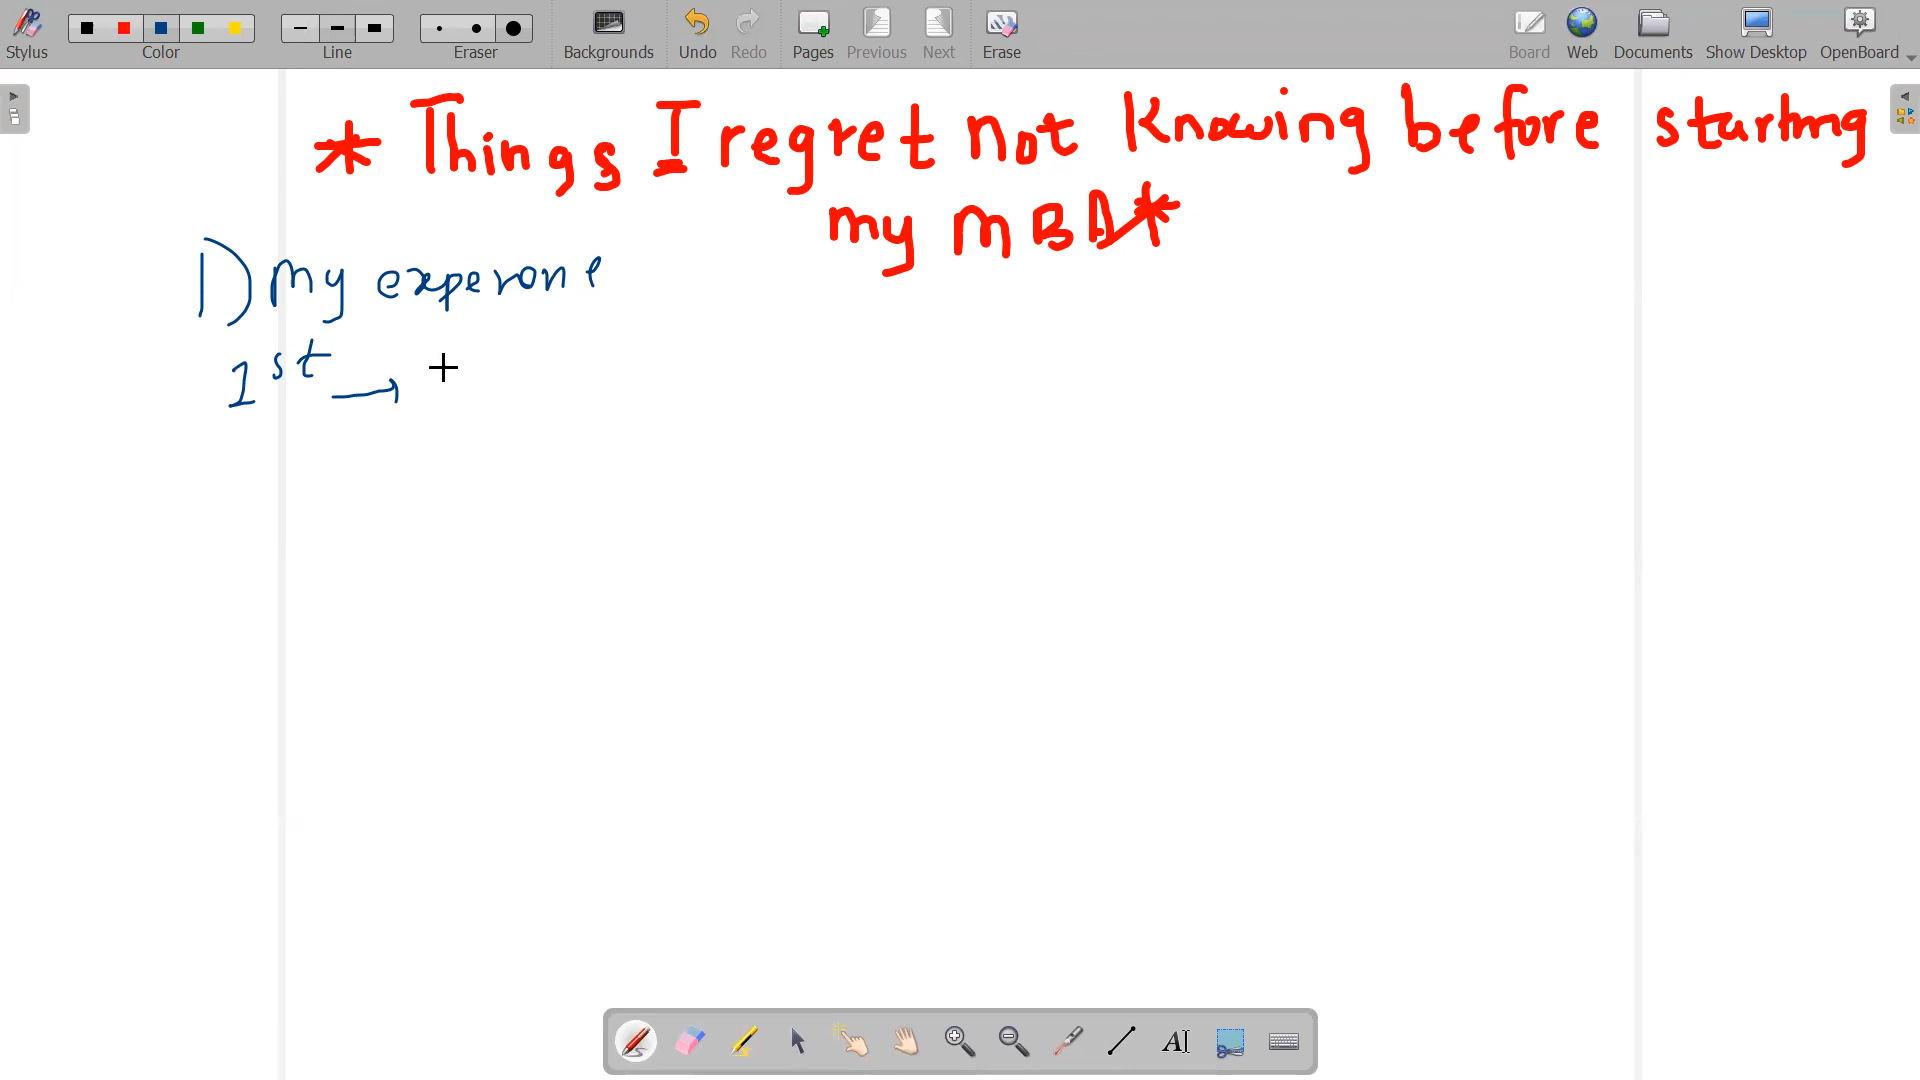 Stylus Color Line Eraser Backgrounds Undo Redo Pages Previous Next Erase Board Web Documents Show Desktop OpenBoard
* Things I regret not Knowing before starting
my MBA*
1) My experone
1st →